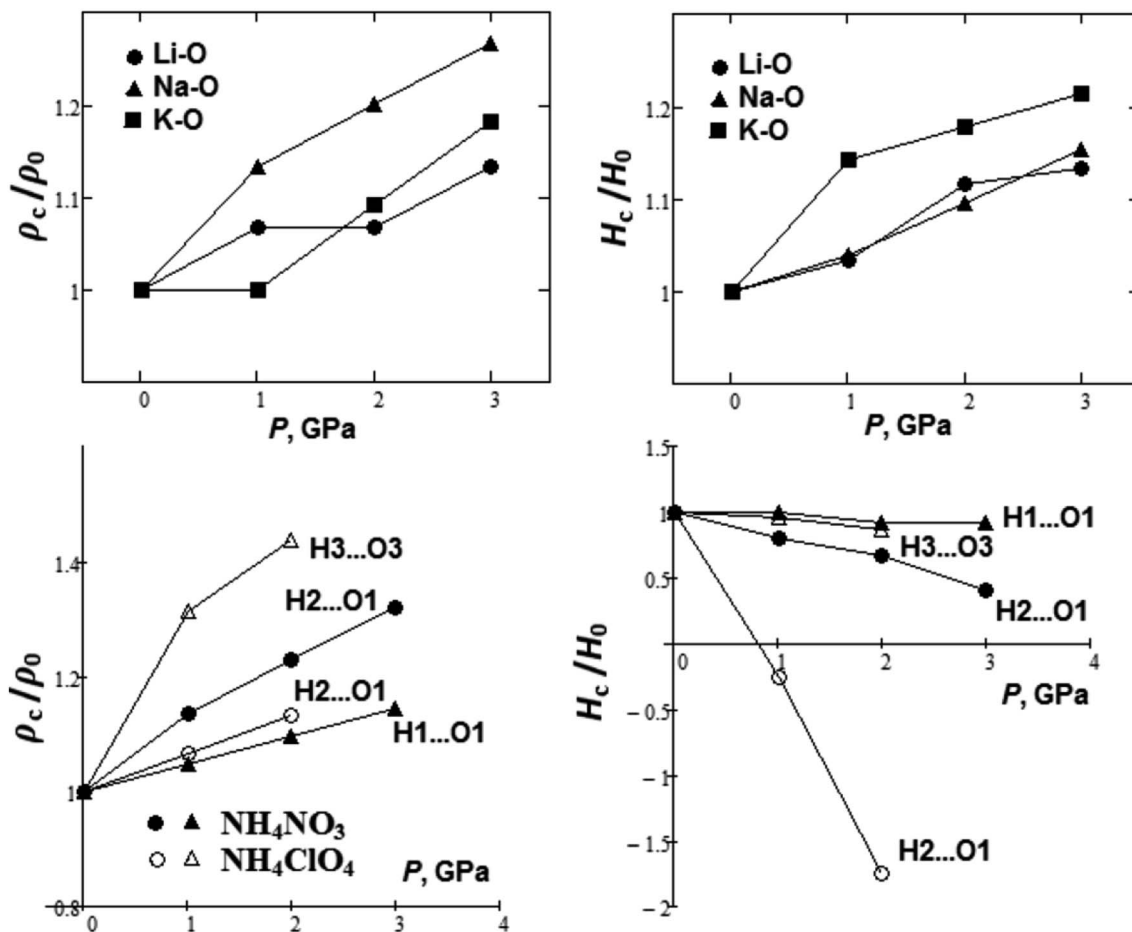 Li-O
Na-O
K-O
1.2
1.1
1
ρc/ρ0
0 1 2 3
P, GPa
Li-O
Na-O
K-O
1.2
1.1
1
Hc/H0
0 1 2 3
P, GPa
H3...O3
1.4
H2...O1
1.2
H2...O1
H1...O1
ρc/ρ0
1
NH₄NO₃
NH₄ClO₄
P, GPa
0.8
0 1 2 3 4
1.5
1
H1...O1
H3...O3
0.5
H2...O1
Hc/H0
0 1 2 3 4
P, GPa
−0.5
−1
−1.5
H2...O1
−2